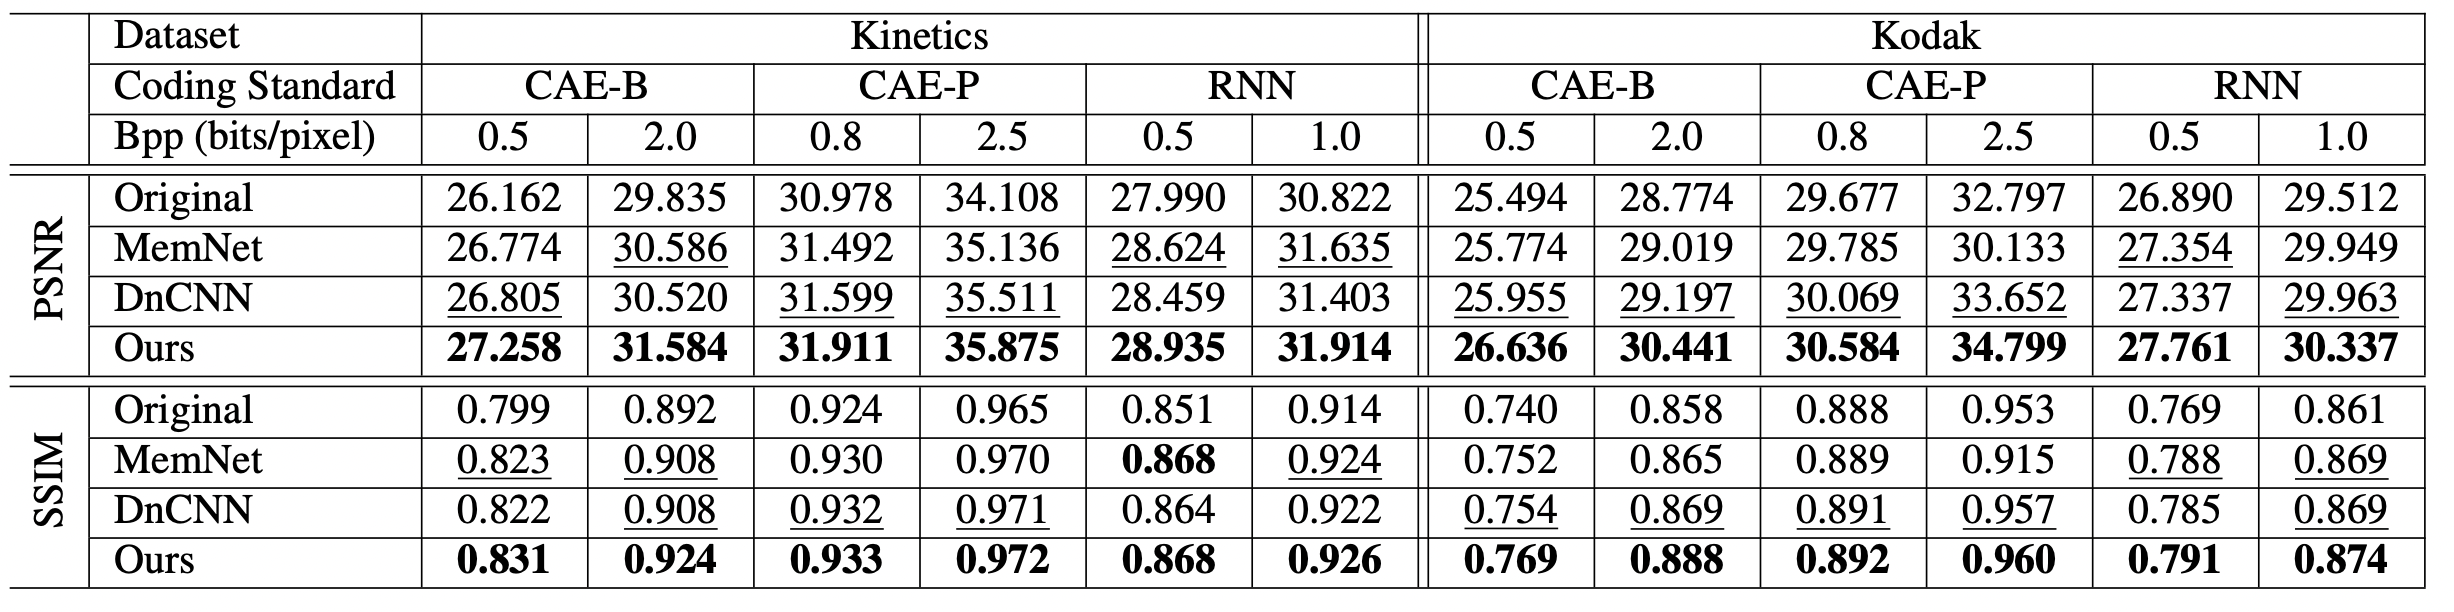 Dataset Kinetics Kodak
Coding Standard CAE-B CAE-P RNN CAE-B CAE-P RNN
Bpp (bits/pixel) 0.5 2.0 0.8 2.5 0.5 1.0 0.5 2.0 0.8 2.5 0.5 1.0
PSNR
Original 26.162 29.835 30.978 34.108 27.990 30.822 25.494 28.774 29.677 32.797 26.890 29.512
MemNet 26.774 30.586 31.492 35.136 28.624 31.635 25.774 29.019 29.785 30.133 27.354 29.949
DnCNN 26.805 30.520 31.599 35.511 28.459 31.403 25.955 29.197 30.069 33.652 27.337 29.963
Ours 27.258 31.584 31.911 35.875 28.935 31.914 26.636 30.441 30.584 34.799 27.761 30.337
SSIM
Original 0.799 0.892 0.924 0.965 0.851 0.914 0.740 0.858 0.888 0.953 0.769 0.861
MemNet 0.823 0.908 0.930 0.970 0.868 0.924 0.752 0.865 0.889 0.915 0.788 0.869
DnCNN 0.822 0.908 0.932 0.971 0.864 0.922 0.754 0.869 0.891 0.957 0.785 0.869
Ours 0.831 0.924 0.933 0.972 0.868 0.926 0.769 0.888 0.892 0.960 0.791 0.874